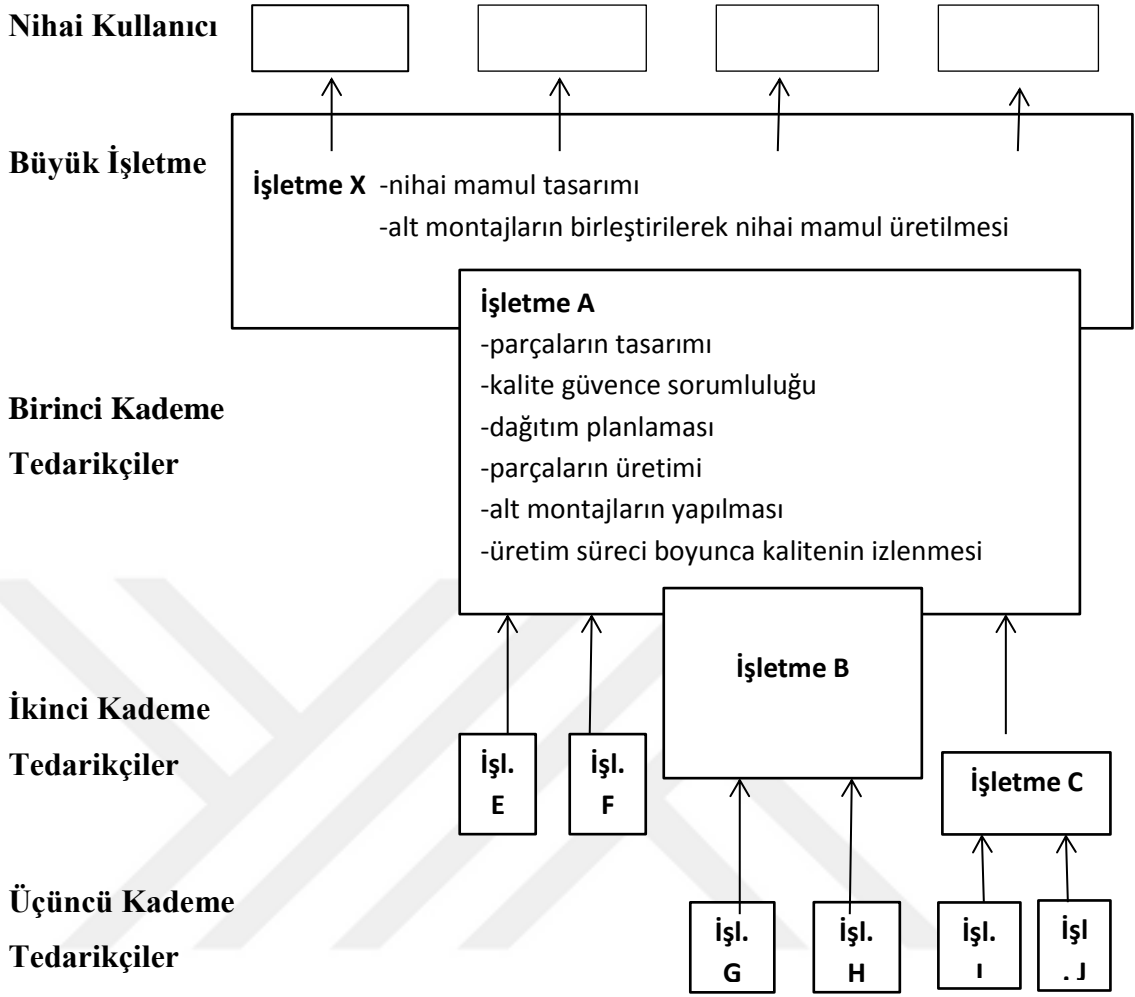 Nihai Kullanıcı
Büyük İşletme
İşletme X -nihai mamul tasarımı
-alt montajların birleştirilerek nihai mamul üretilmesi
İşletme A
-parçaların tasarımı
-kalite güvence sorumluluğu
-dağıtım planlaması
-parçaların üretimi
-alt montajların yapılması
-üretim süreci boyunca kalitenin izlenmesi
Birinci Kademe
Tedarikçiler
İşletme B
İkinci Kademe
Tedarikçiler
İşl.
E
İşl.
F
İşletme C
Üçüncü Kademe
Tedarikçiler
İşl.
G
İşl.
H
İşl.
I
İşl
. J